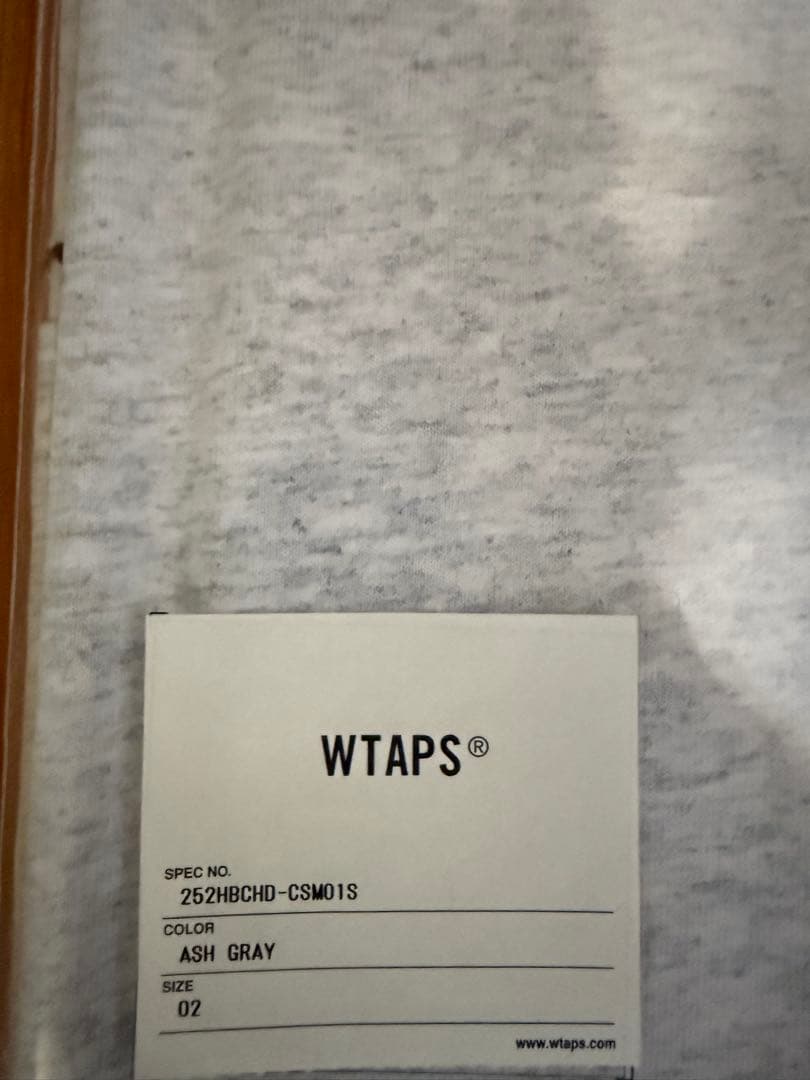 WTAPS®
SPEC NO.
252HBCHD-CSM01S
COLOR
ASH GRAY
SIZE
02
www.wtaps.com